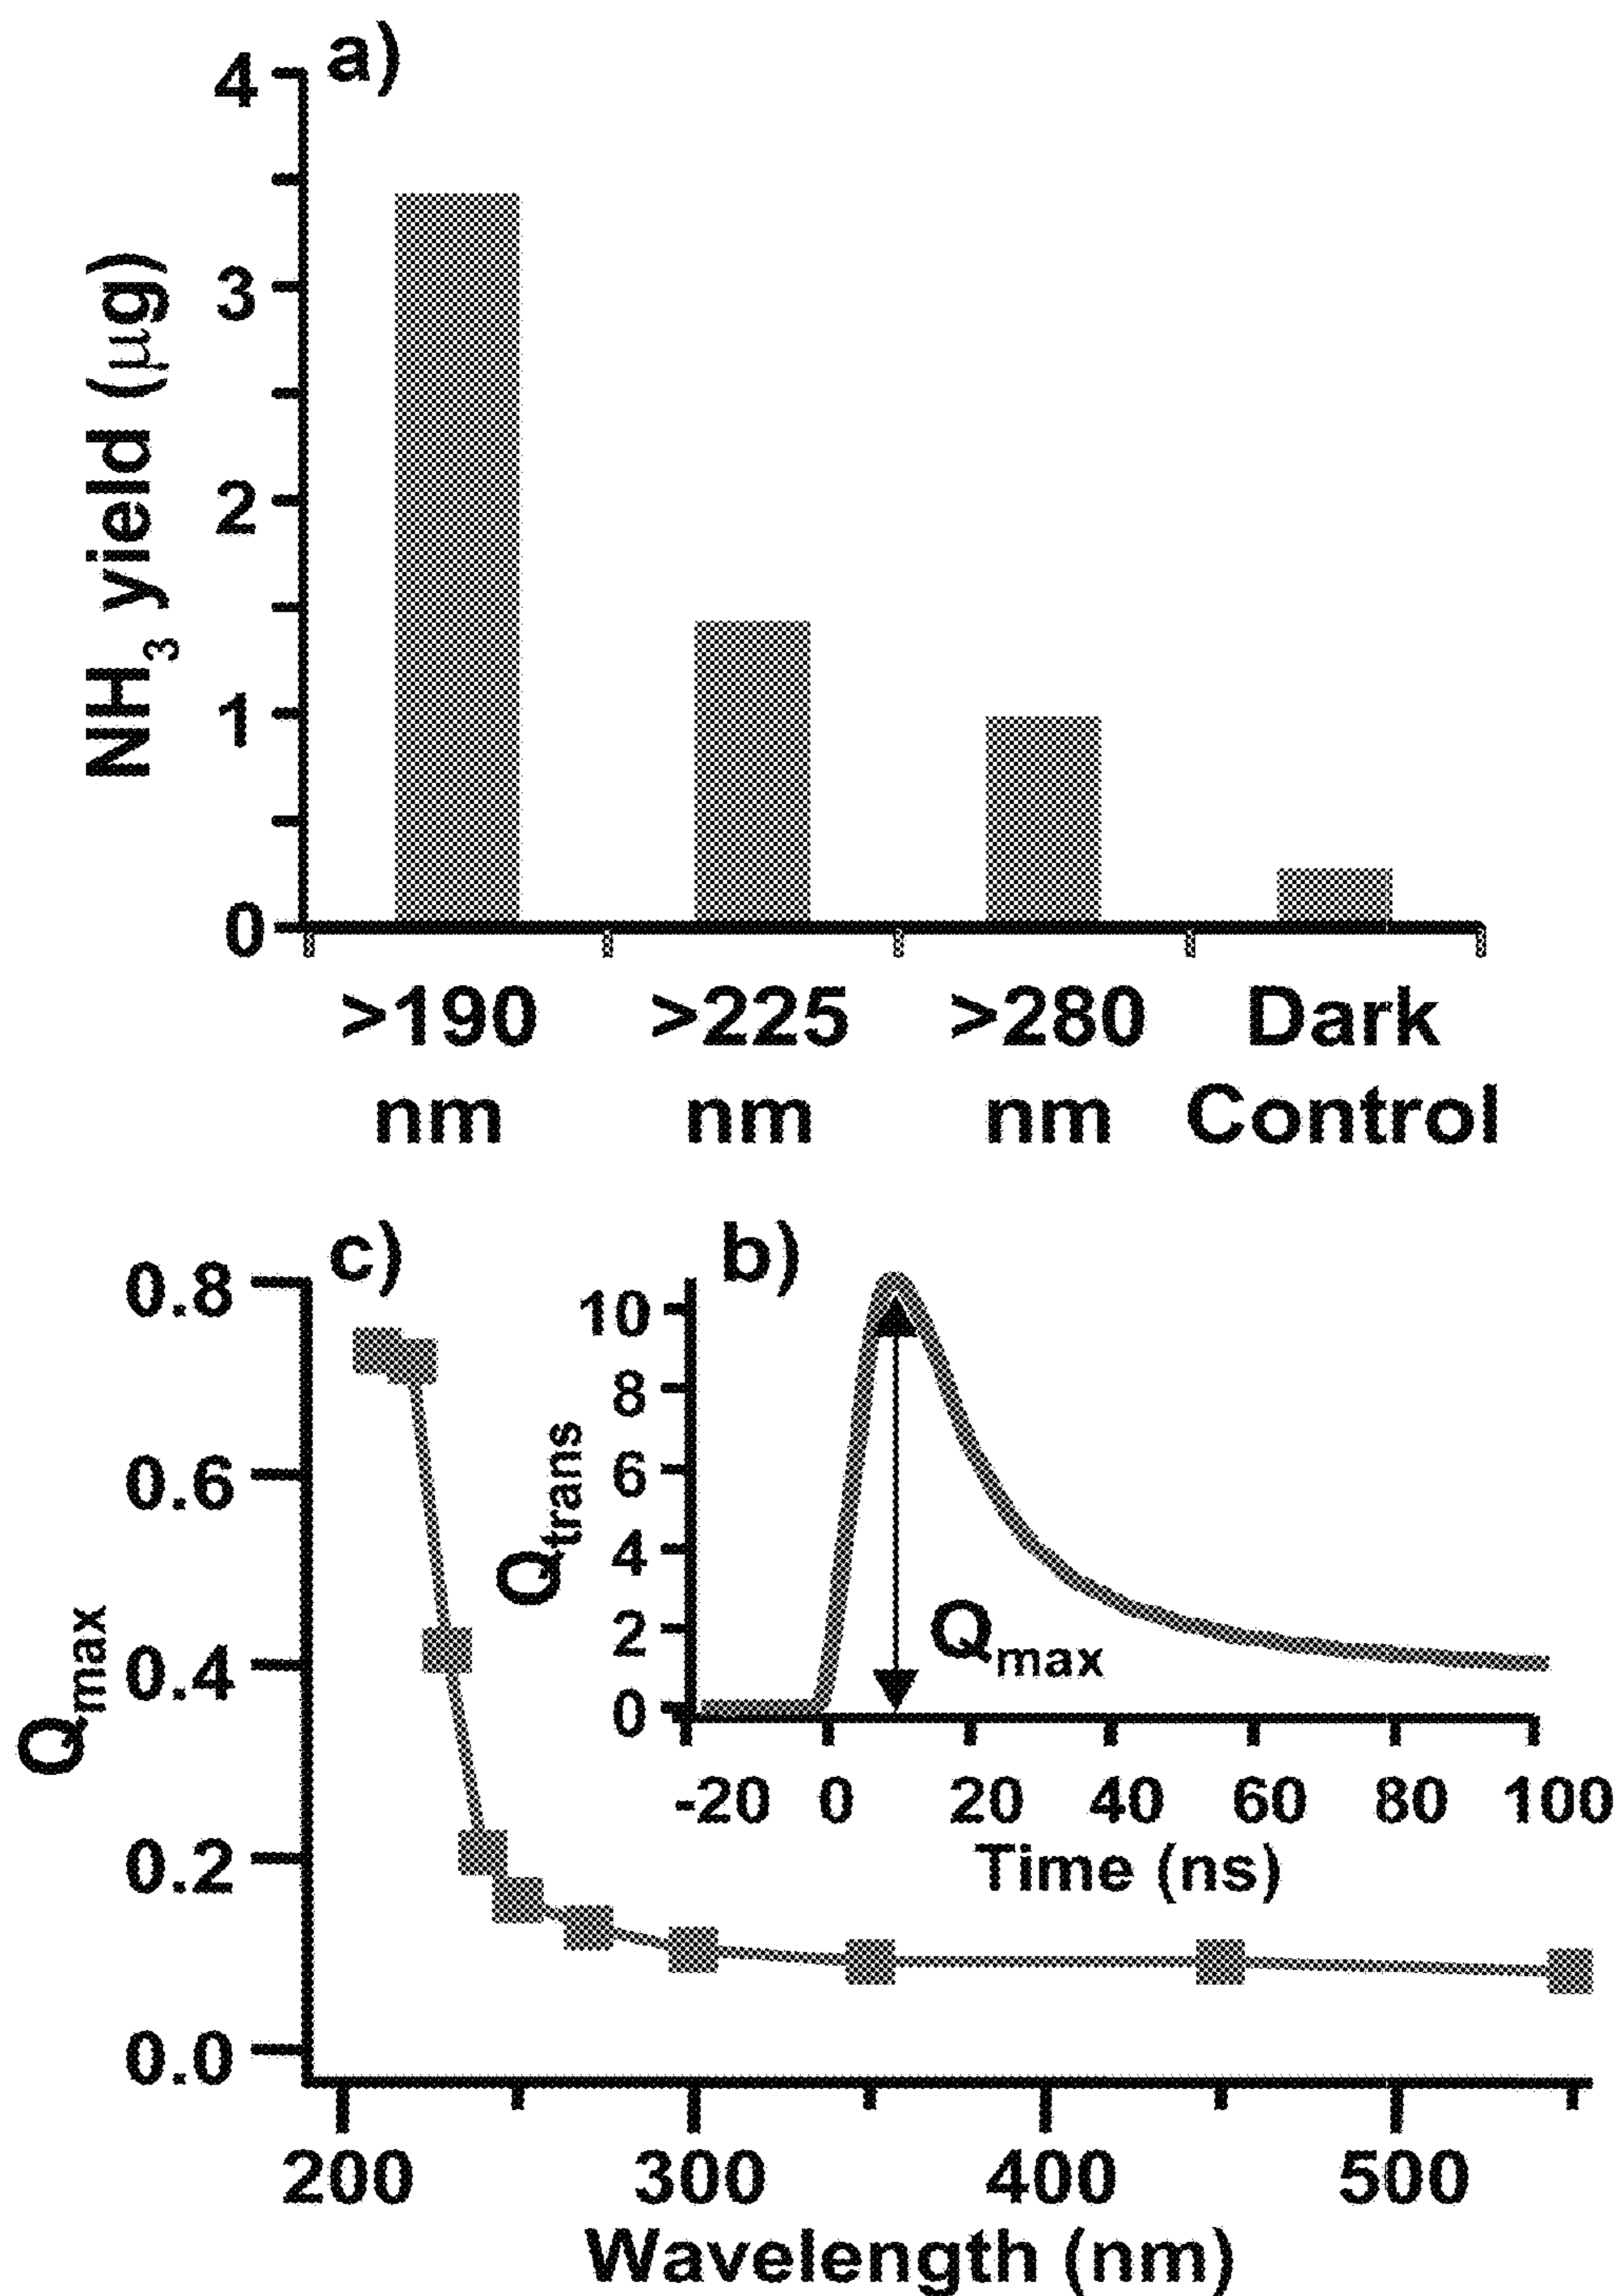 a)
4
3
2
1
0
NH3 yield (μg)
>190 nm
>225 nm
>280 nm
Dark Control
c)
0.8
0.6
0.4
0.2
0.0
Qmax
200 300 400 500
Wavelength (nm)
b)
10
8
6
4
2
0
Qtrans
Qmax
-20 0 20 40 60 80 100
Time (ns)